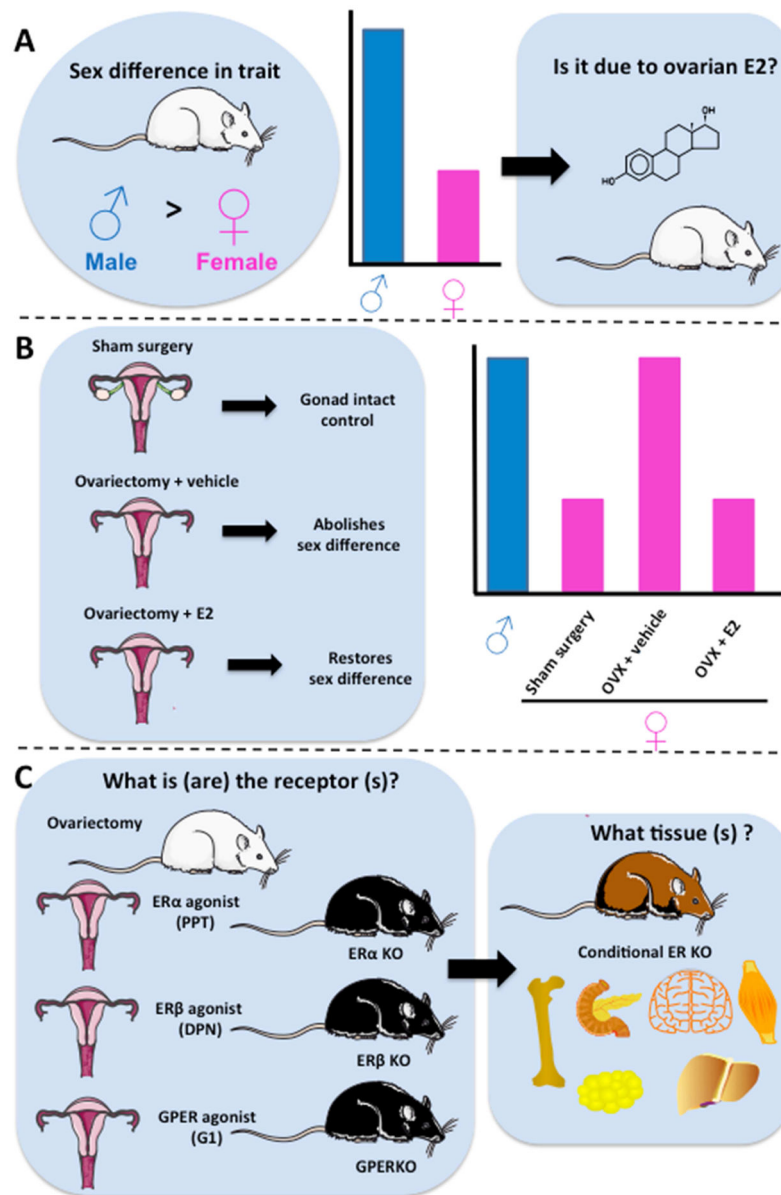 A
Sex difference in trait
♂ > ♀
Male Female
♂ ♀
Is it due to ovarian E2?
OH
HO
B
Sham surgery
Gonad intact
control
Ovariectomy + vehicle
Abolishes
sex difference
Ovariectomy + E2
Restores
sex difference
♂
Sham surgery
OVX + vehicle
OVX + E2
♀
C
What is (are) the receptor (s)?
Ovariectomy
ERα agonist
(PPT)
ERα KO
ERβ agonist
(DPN)
ERβ KO
GPER agonist
(G1)
GPERKO
What tissue (s) ?
Conditional ER KO